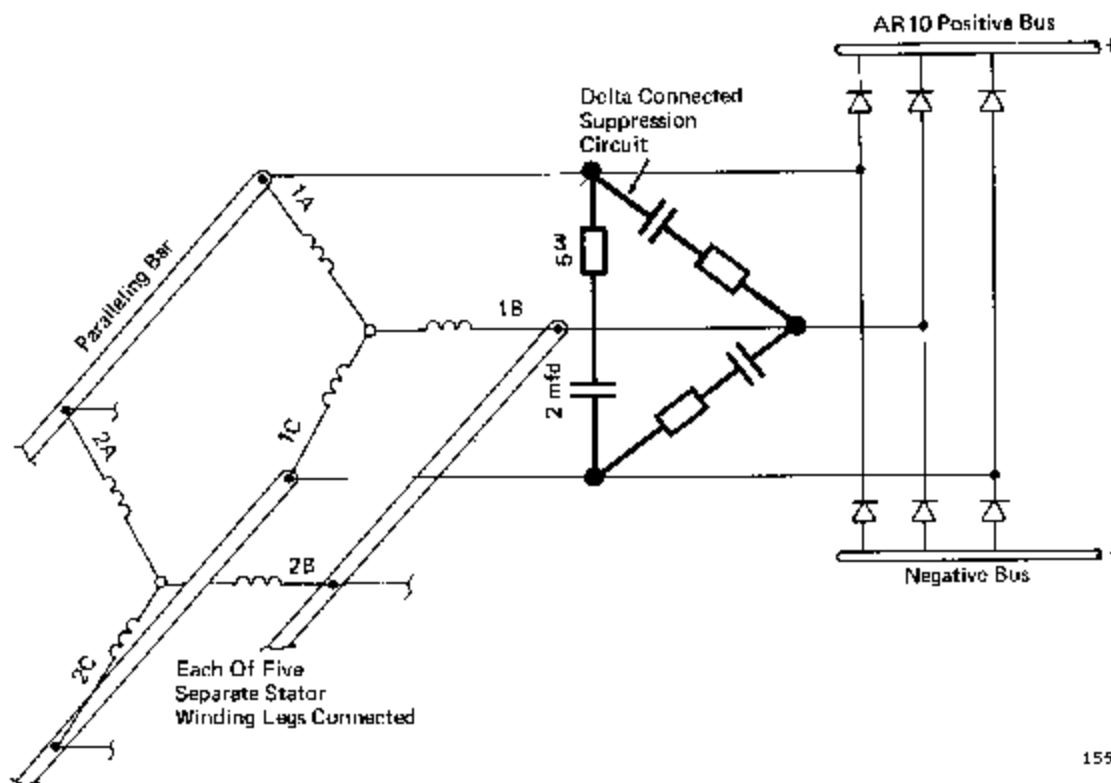 AR10 Positive Bus
+
Delta Connected
Suppression
Circuit
1A
Paralleling Bar
5Ω
1B
2 mfd
1C
2A
2B
Negative Bus
2C
Each Of Five
Separate Stator
Winding Legs Connected
155